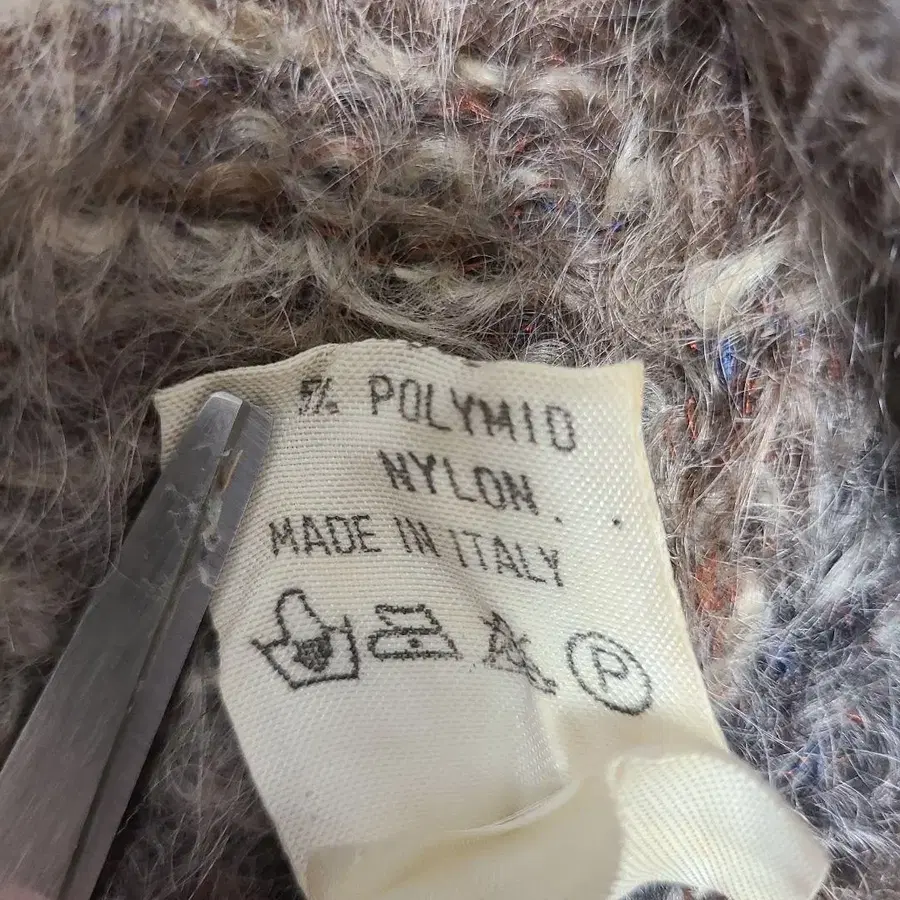 % POLYMID
NYLON.
MADE IN ITALY
P